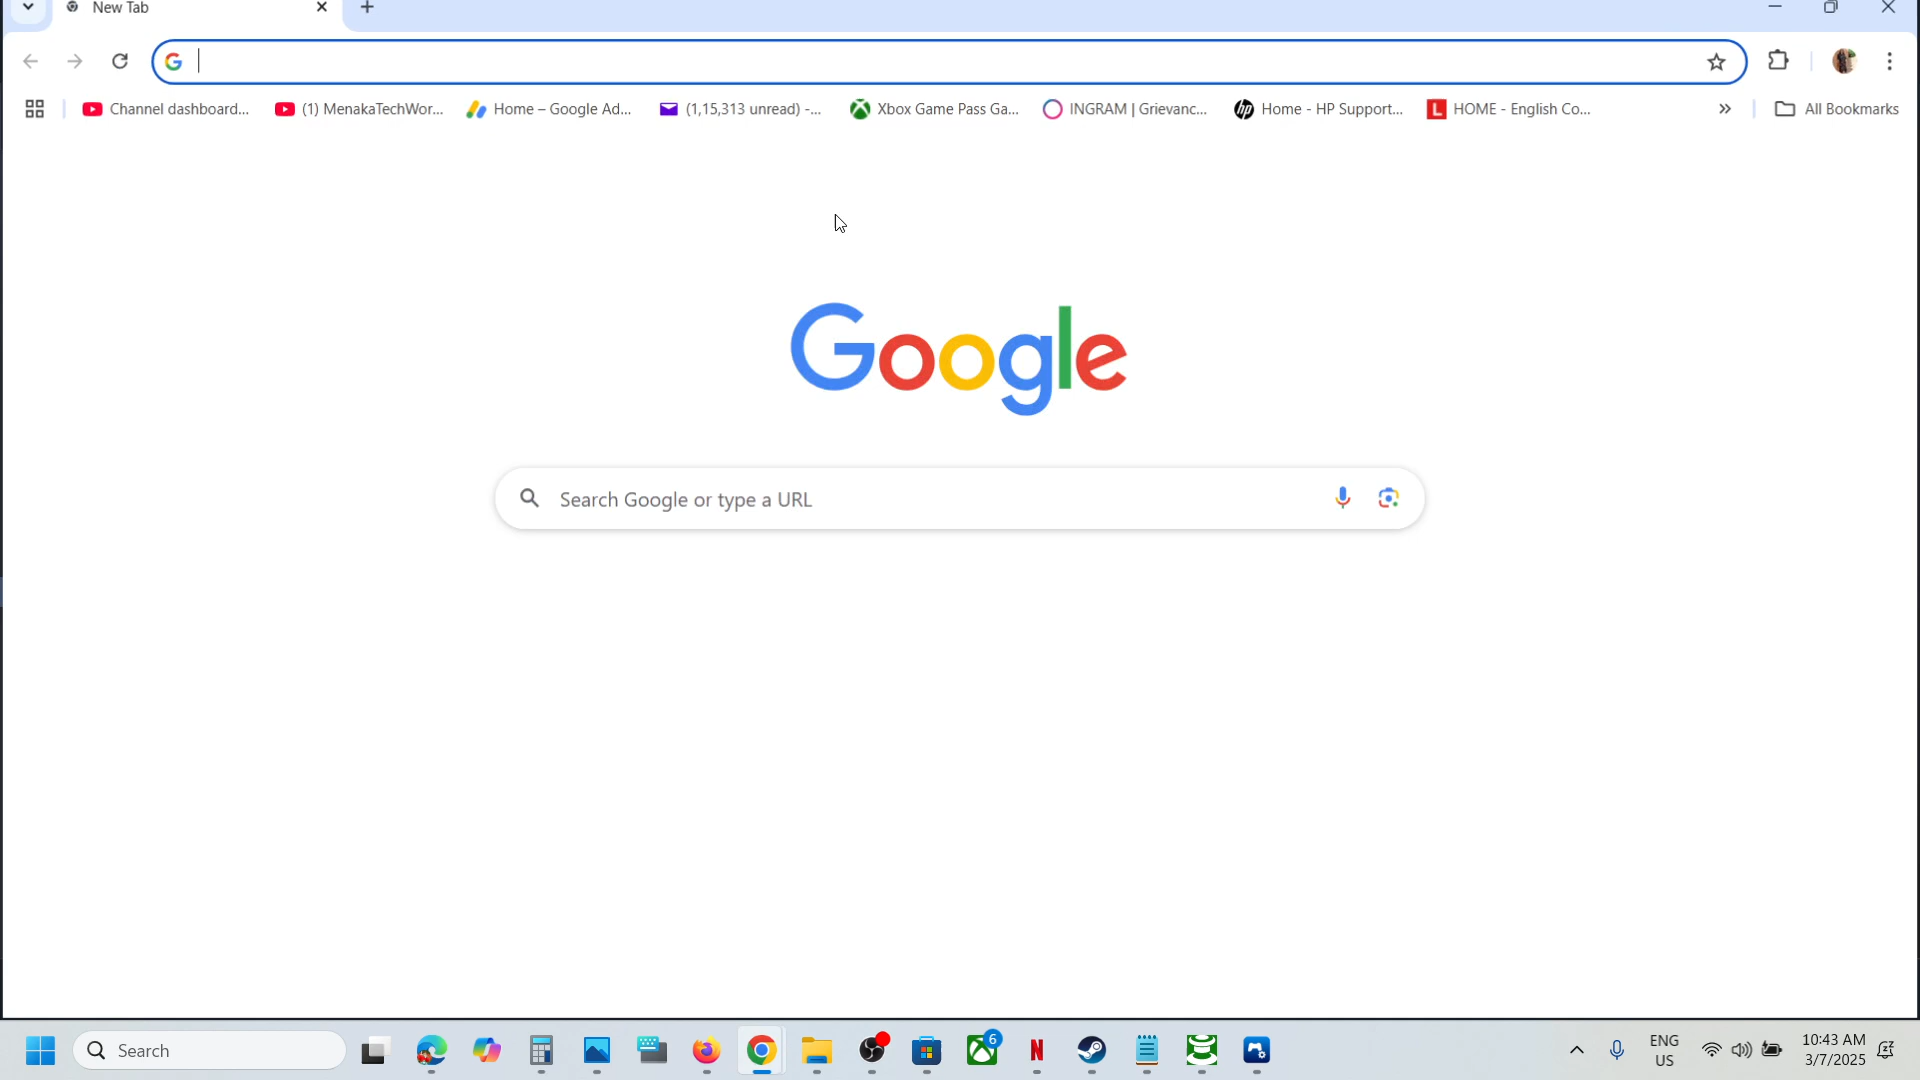 New Tab
Channel dashboard...
(1) MenakaTechWor...
Home – Google Ad...
(1,15,313 unread) -...
Xbox Game Pass Ga...
INGRAM | Grievanc...
Home - HP Support...
HOME - English Co...
All Bookmarks
Google
Search Google or type a URL
Search
6
ENG
US
10:43 AM
3/7/2025